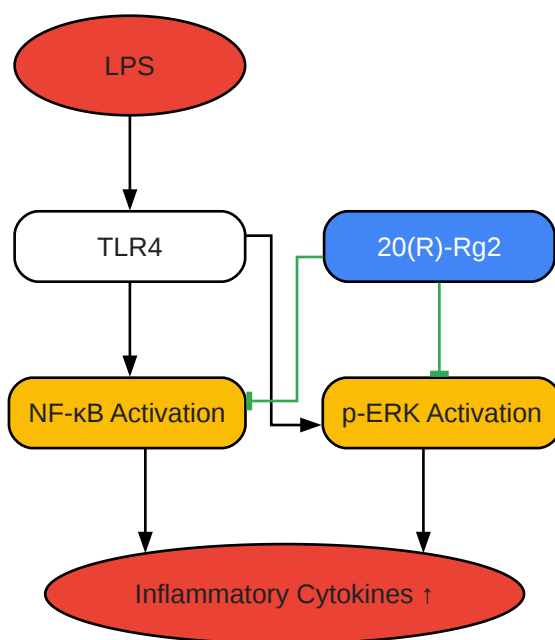 LPS
TLR4
20(R)-Rg2
NF-κB Activation
p-ERK Activation
Inflammatory Cytokines ↑